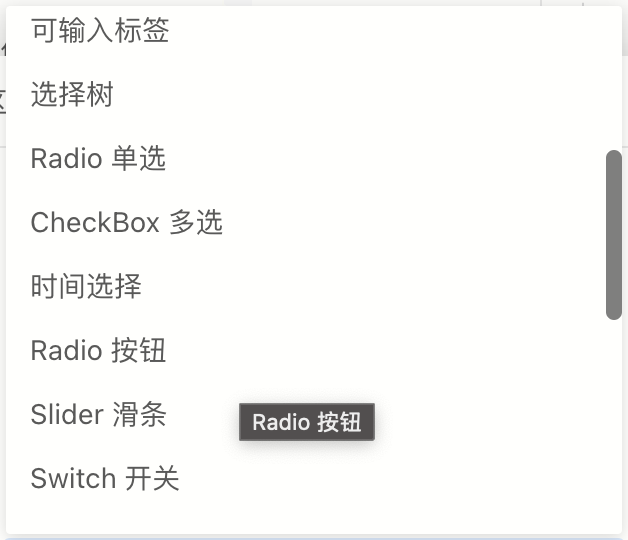 可输入标签
选择树
Radio 单选
CheckBox 多选
时间选择
Radio 按钮
Slider 滑条
Radio 按钮
Switch 开关